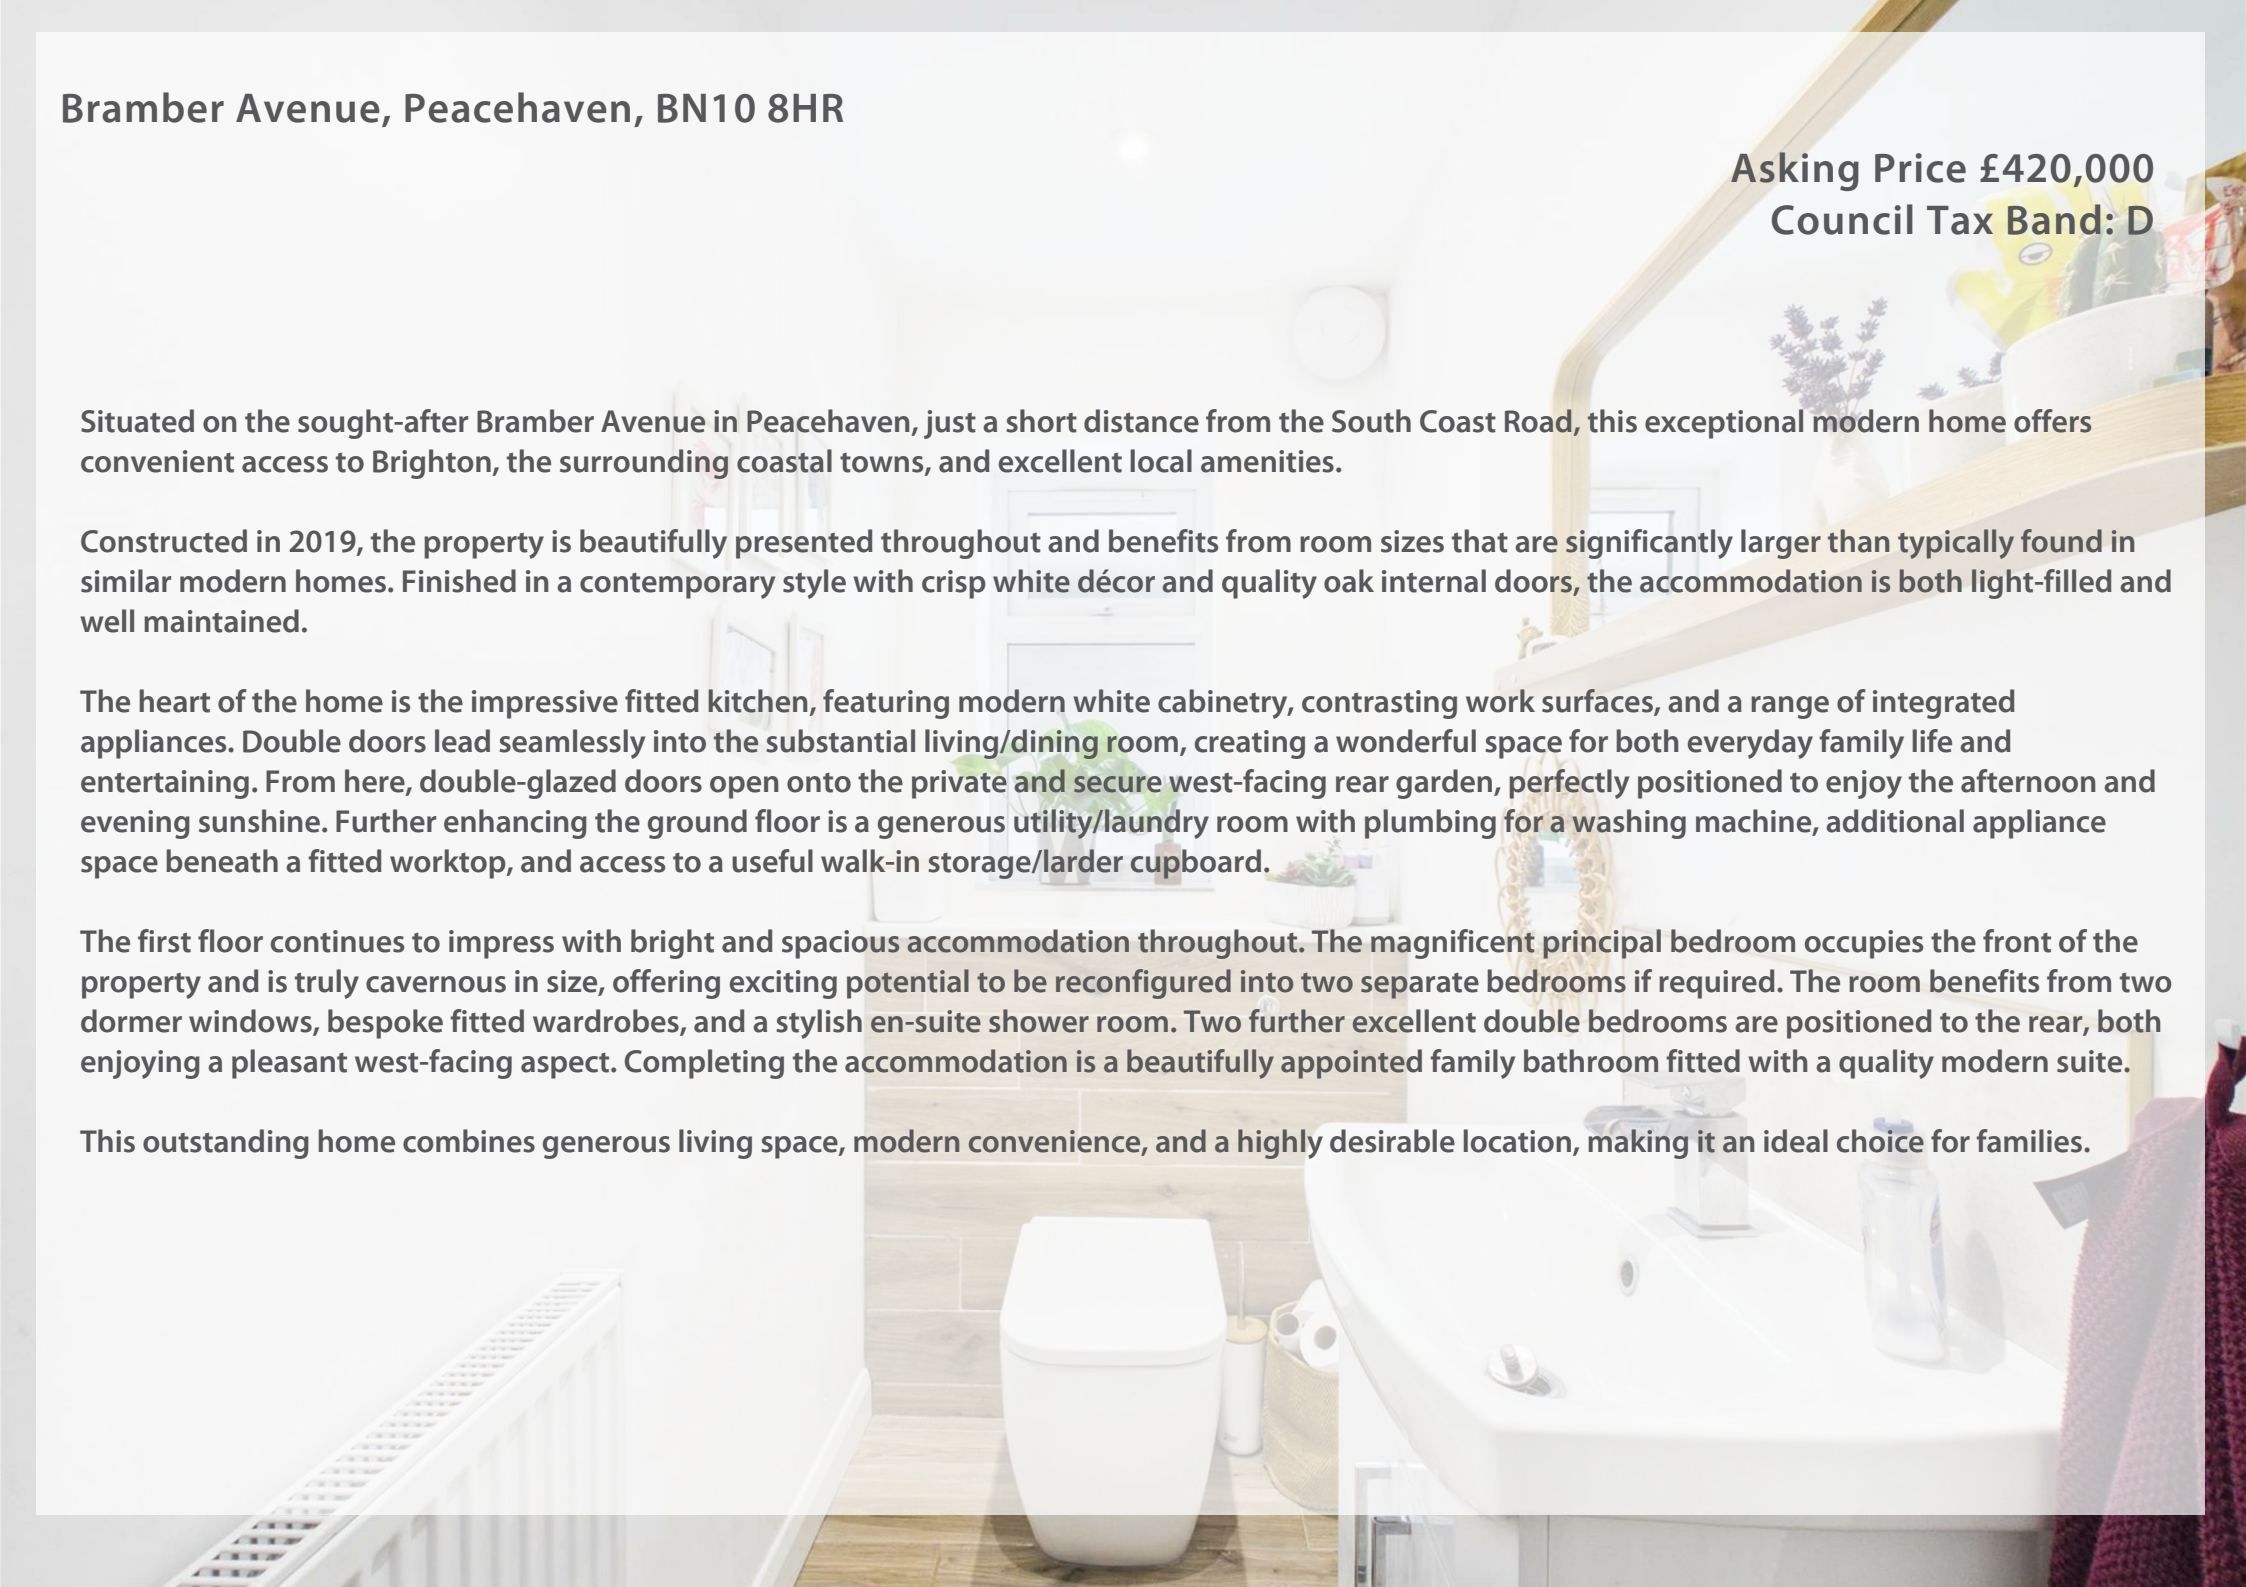 Bramber Avenue, Peacehaven, BN10 8HR
Asking Price £420,000
Council Tax Band: D
Situated on the sought-after Bramber Avenue in Peacehaven, just a short distance from the South Coast Road, this exceptional modern home offers
convenient access to Brighton, the surrounding coastal towns, and excellent local amenities.
Constructed in 2019, the property is beautifully presented throughout and benefits from room sizes that are significantly larger than typically found in
similar modern homes. Finished in a contemporary style with crisp white décor and quality oak internal doors, the accommodation is both light-filled and
well maintained.
The heart of the home is the impressive fitted kitchen, featuring modern white cabinetry, contrasting work surfaces, and a range of integrated
appliances. Double doors lead seamlessly into the substantial living/dining room, creating a wonderful space for both everyday family life and
entertaining. From here, double-glazed doors open onto the private and secure west-facing rear garden, perfectly positioned to enjoy the afternoon and
evening sunshine. Further enhancing the ground floor is a generous utility/laundry room with plumbing for a washing machine, additional appliance
space beneath a fitted worktop, and access to a useful walk-in storage/larder cupboard.
The first floor continues to impress with bright and spacious accommodation throughout. The magnificent principal bedroom occupies the front of the
property and is truly cavernous in size, offering exciting potential to be reconfigured into two separate bedrooms if required. The room benefits from two
dormer windows, bespoke fitted wardrobes, and a stylish en-suite shower room. Two further excellent double bedrooms are positioned to the rear, both
enjoying a pleasant west-facing aspect. Completing the accommodation is a beautifully appointed family bathroom fitted with a quality modern suite.
This outstanding home combines generous living space, modern convenience, and a highly desirable location, making it an ideal choice for families.